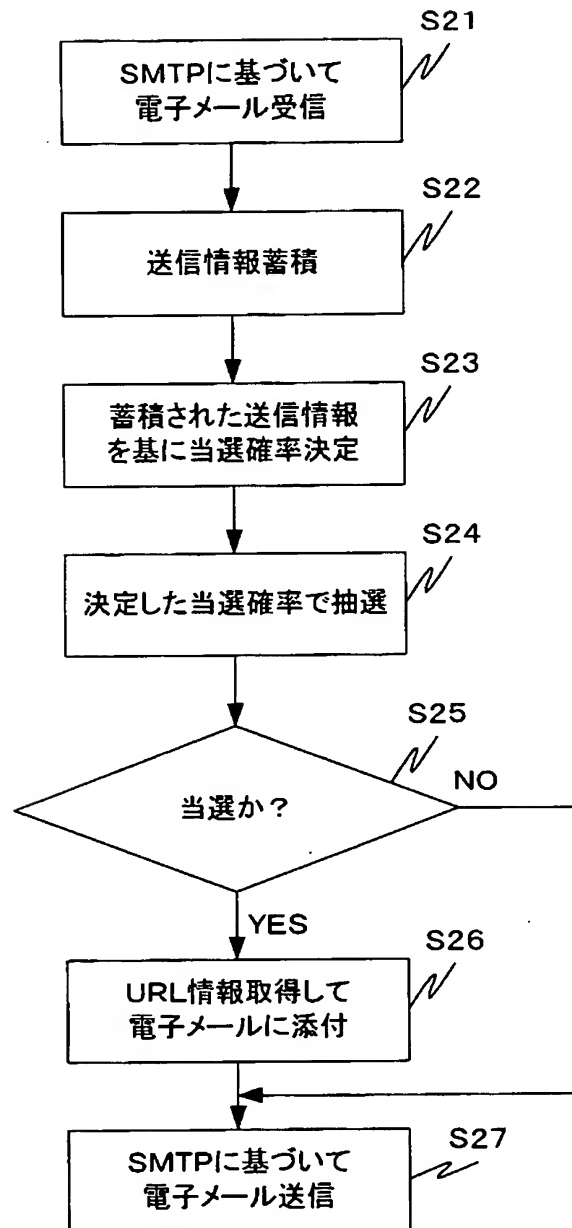 S21
SMTPに基づいて
電子メール受信
S22
送信情報蓄積
S23
蓄積された送信情報
を基に当選確率決定
S24
決定した当選確率で抽選
S25
当選か?
NO
YES
S26
URL情報取得して
電子メールに添付
S27
SMTPに基づいて
電子メール送信